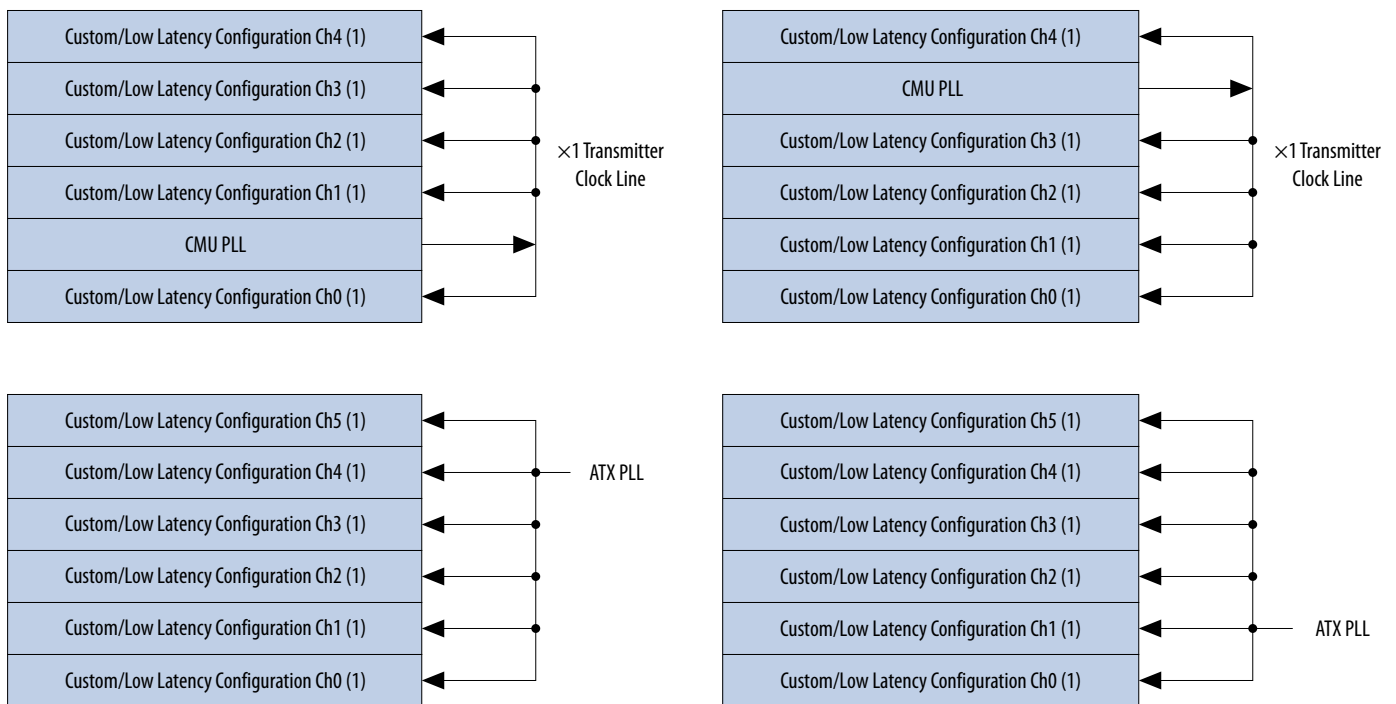 Custom/Low Latency Configuration Ch4 (1)
Custom/Low Latency Configuration Ch3 (1)
Custom/Low Latency Configuration Ch2 (1)
Custom/Low Latency Configuration Ch1 (1)
CMU PLL
Custom/Low Latency Configuration Ch0 (1)
×1 Transmitter
Clock Line
Custom/Low Latency Configuration Ch4 (1)
CMU PLL
Custom/Low Latency Configuration Ch3 (1)
Custom/Low Latency Configuration Ch2 (1)
Custom/Low Latency Configuration Ch1 (1)
Custom/Low Latency Configuration Ch0 (1)
×1 Transmitter
Clock Line
Custom/Low Latency Configuration Ch5 (1)
Custom/Low Latency Configuration Ch4 (1)
Custom/Low Latency Configuration Ch3 (1)
Custom/Low Latency Configuration Ch2 (1)
Custom/Low Latency Configuration Ch1 (1)
Custom/Low Latency Configuration Ch0 (1)
ATX PLL
Custom/Low Latency Configuration Ch5 (1)
Custom/Low Latency Configuration Ch4 (1)
Custom/Low Latency Configuration Ch3 (1)
Custom/Low Latency Configuration Ch2 (1)
Custom/Low Latency Configuration Ch1 (1)
Custom/Low Latency Configuration Ch0 (1)
ATX PLL